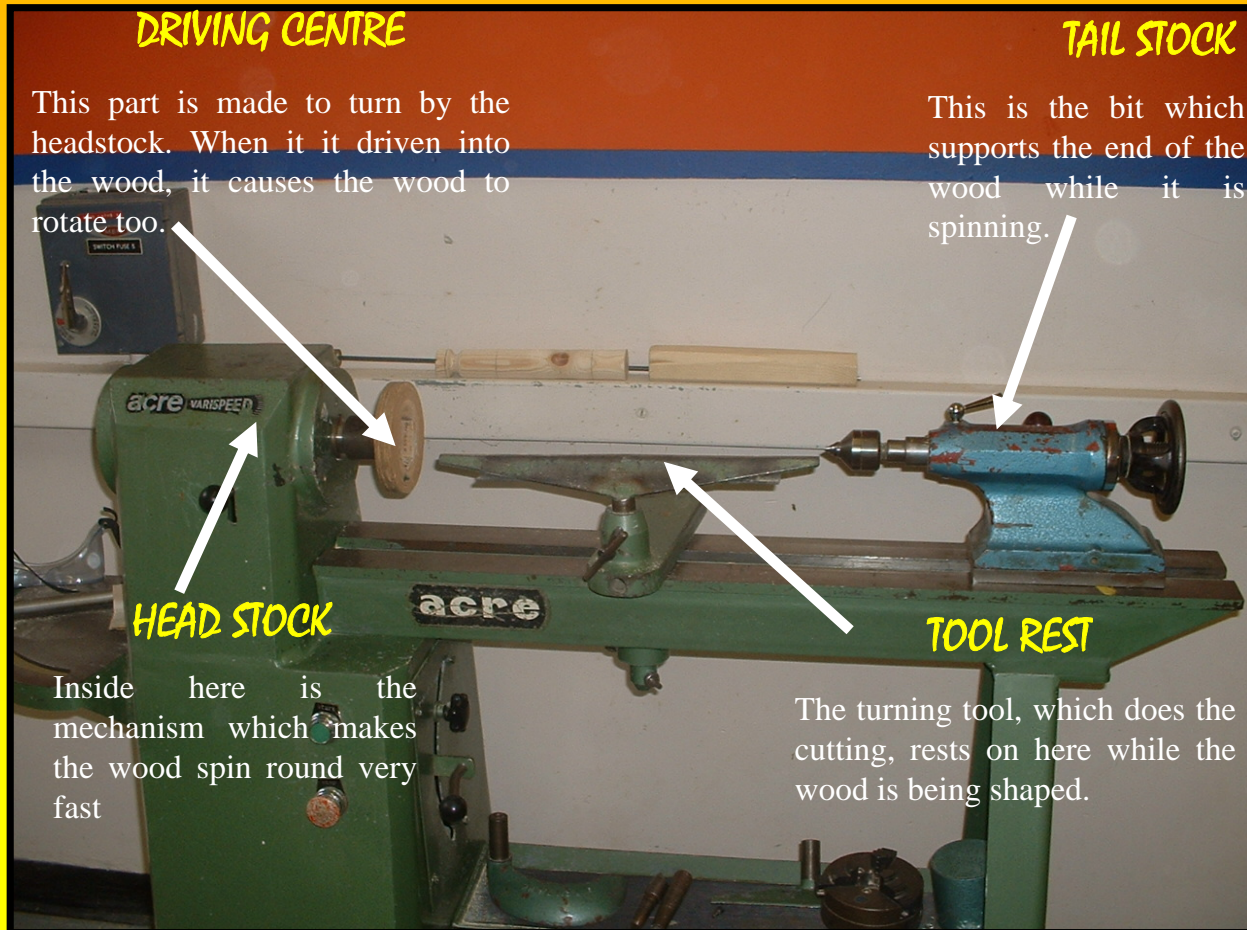 DRIVING CENTRE
This part is made to turn by the
headstock. When it it driven into
the wood, it causes the wood to
rotate too.
TAIL STOCK
This is the bit which
supports the end of the
wood while it is
spinning.
SWITCH FUSE S
acre VARISPEED
acre
HEAD STOCK
Inside here is the
mechanism which makes
the wood spin round very
fast
TOOL REST
The turning tool, which does the
cutting, rests on here while the
wood is being shaped.